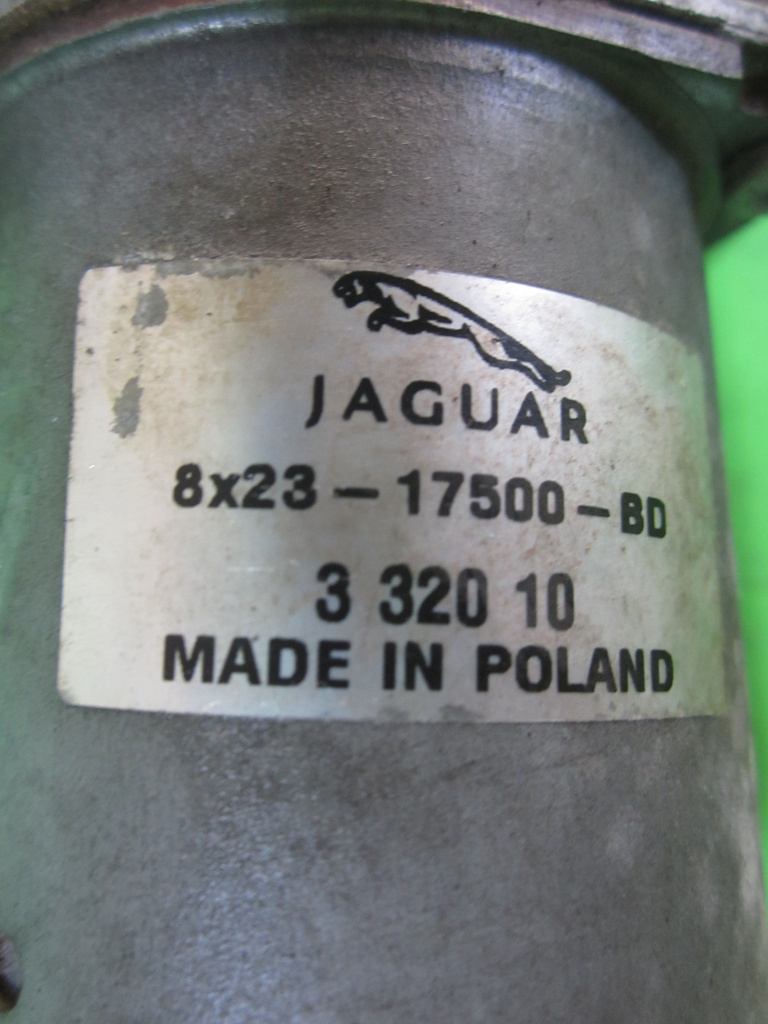 JAGUAR
8x23-17500-BD
3 320 10
MADE IN POLAND